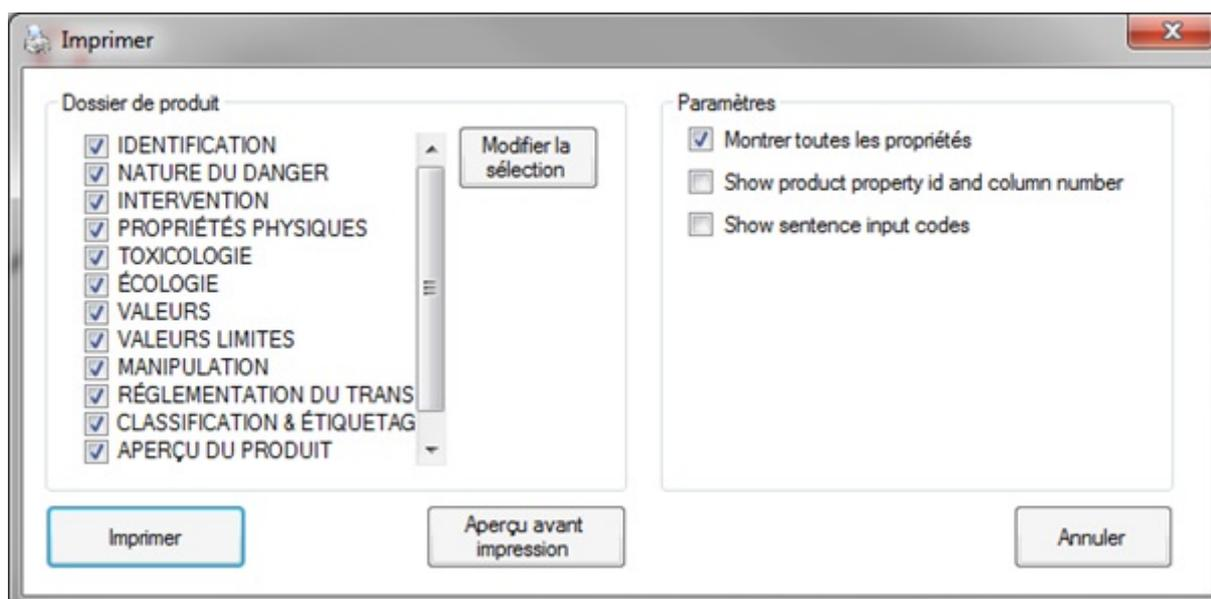 Imprimer
Dossier de produit
IDENTIFICATION
NATURE DU DANGER
INTERVENTION
PROPRIÉTÉS PHYSIQUES
TOXICOLOGIE
ÉCOLOGIE
VALEURS
VALEURS LIMITES
MANIPULATION
RÉGLEMENTATION DU TRANS
CLASSIFICATION & ÉTIQUETAG
APERÇU DU PRODUIT
Modifier la
sélection
Paramètres
Montrer toutes les propriétés
Show product property id and column number
Show sentence input codes
Imprimer
Aperçu avant
impression
Annuler